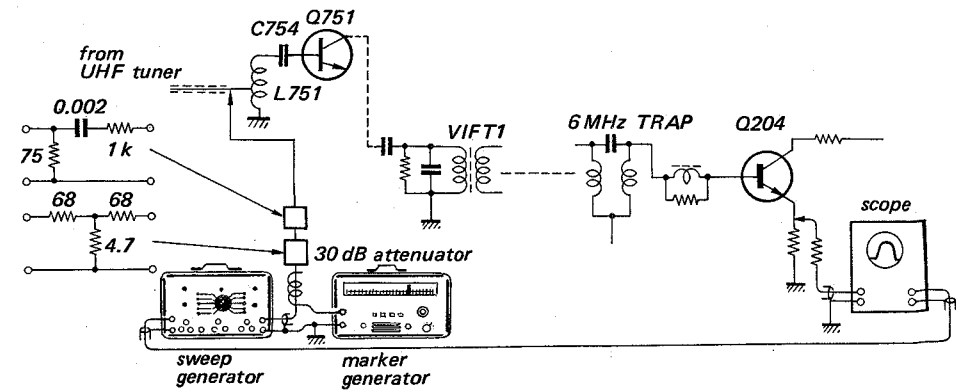 Q751
C754
from
UHF tuner
L751
0.002
75
1k
VIFT1
6 MHz TRAP
Q204
68
68
4.7
scope
30 dB attenuator
sweep
generator
marker
generator